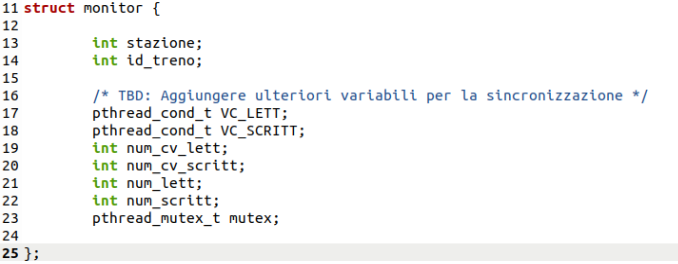 11 struct monitor {
12
13 int stazione;
14 int id_treno;
15
16 /* TBD: Aggiungere ulteriori variabili per la sincronizzazione */
17 pthread_cond_t VC_LETT;
18 pthread_cond_t VC_SCRITT;
19 int num_cv_lett;
20 int num_cv_scritt;
21 int num_lett;
22 int num_scritt;
23 pthread_mutex_t mutex;
24
25 };